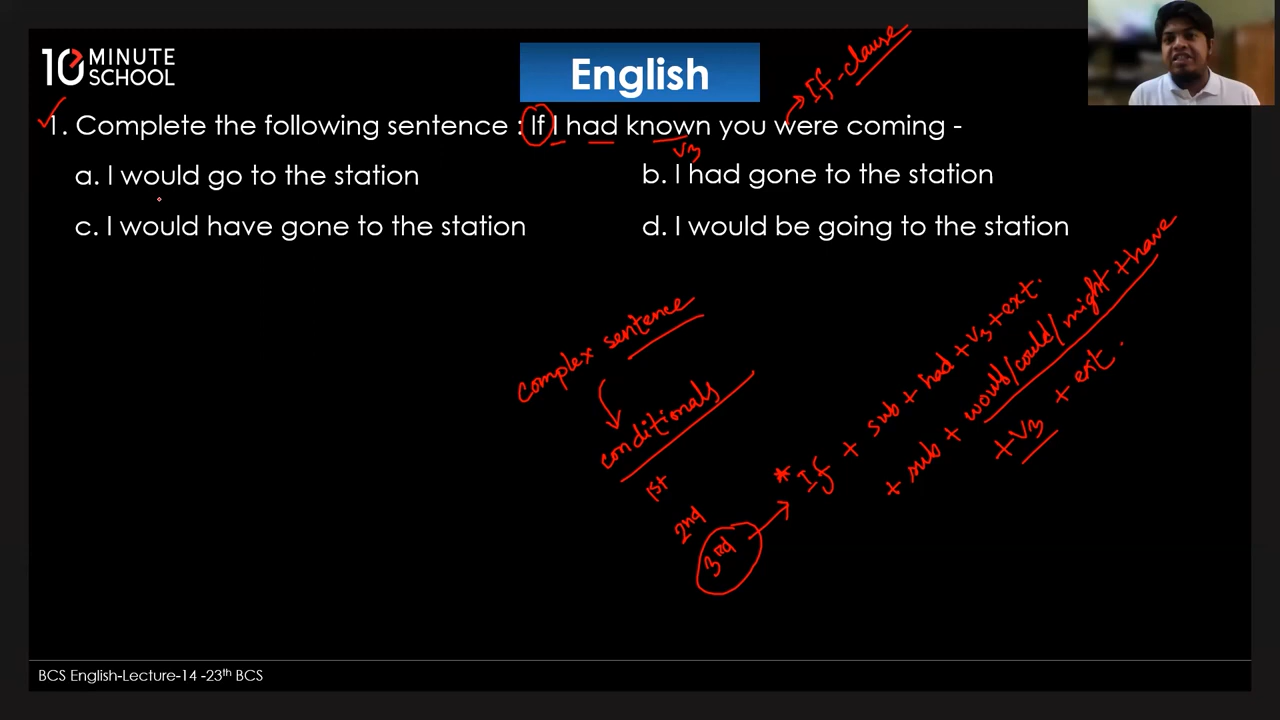 10 MINUTE SCHOOL
English
If-clause
1. Complete the following sentence : If I had known you were coming -
V3
a. I would go to the station
b. I had gone to the station
c. I would have gone to the station
d. I would be going to the station
complex sentence
conditionals
1st
2nd
3rd
* If + sub + had + V3 + ext.
+ sub + would/could/might + have
+ V3 + ext.
BCS English-Lecture-14 -23th BCS